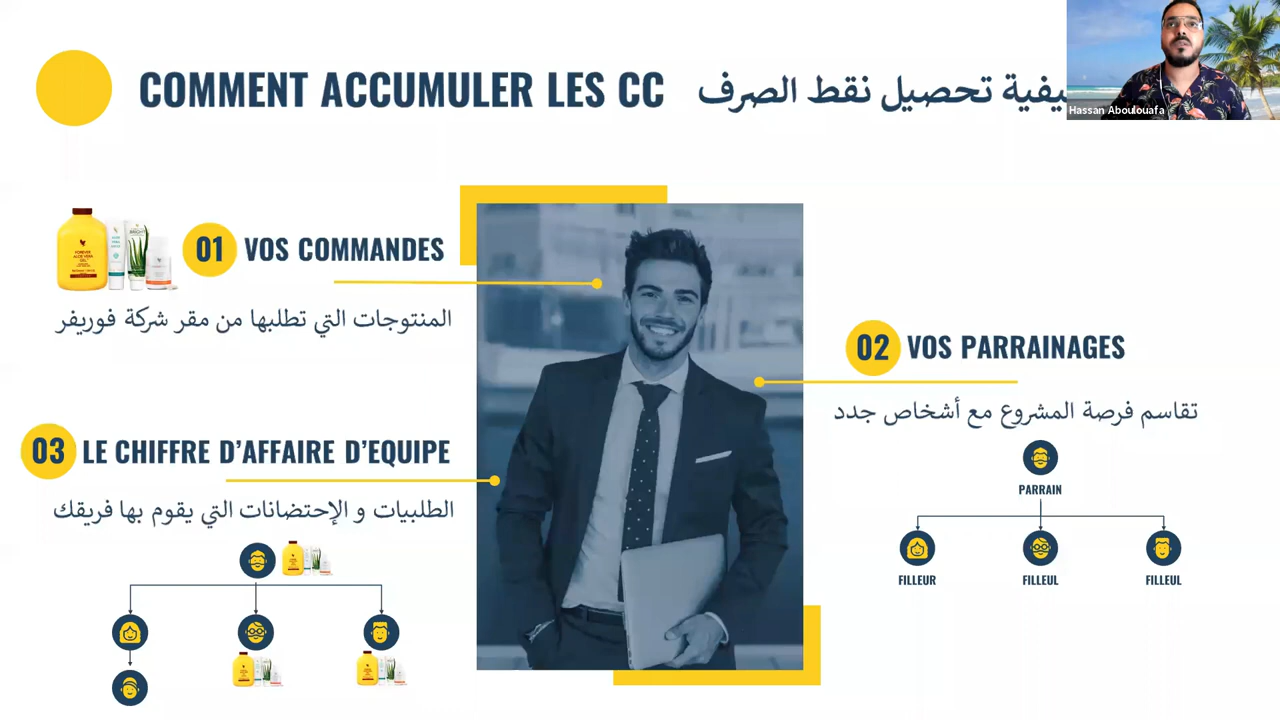 COMMENT ACCUMULER LES CC
كيفية تحصيل نقط الصرف
Hassan Aboulouafa
01 VOS COMMANDES
المنتوجات التي تطلبها من مقر شركة فوريفر
02 VOS PARRAINAGES
تقاسم فرصة المشروع مع أشخاص جدد
PARRAIN
FILLEUR FILLEUL FILLEUL
03 LE CHIFFRE D'AFFAIRE D'EQUIPE
الطلبيات و الإحتضانات التي يقوم بها فريقك